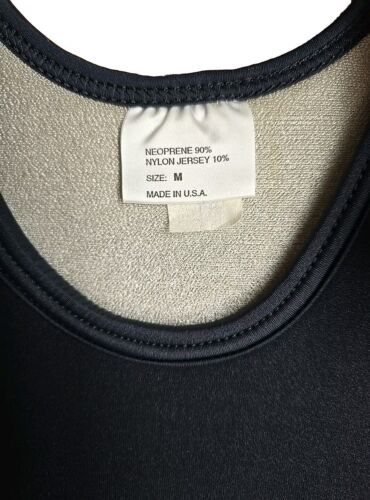 NEOPRENE 90%
NYLON JERSEY 10%
SIZE: M
MADE IN U.S.A.